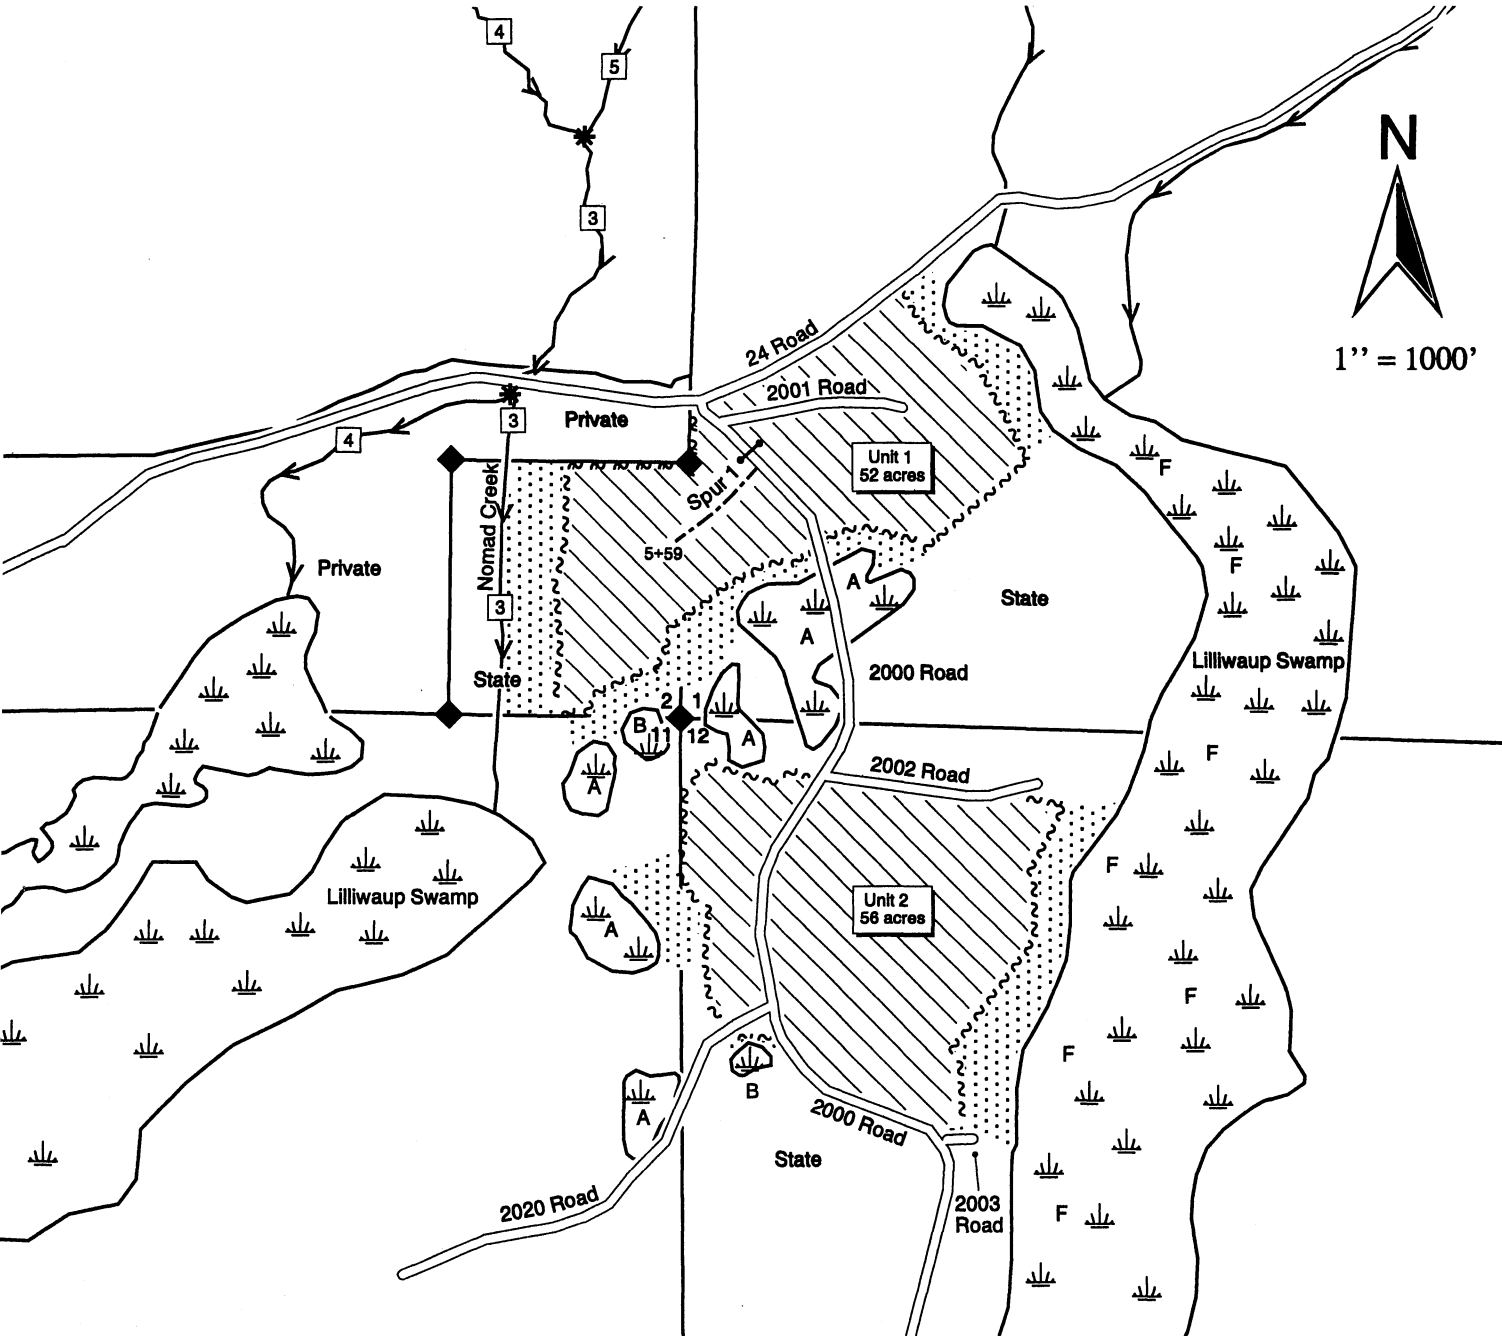 4
5
3
N
1’’ = 1000’
24 Road
2001 Road
Private
3
4
Unit 1
52 acres
F
Spur 1
Nomad Creek
5+59
Private
F
A
State
3
A
Lilliwaup Swamp
2000 Road
State
2 1
11 12
B
A
F
2002 Road
A
F
Lilliwaup Swamp
Unit 2
56 acres
A
F
F
B
A
2000 Road
State
2020 Road
2003
Road
F